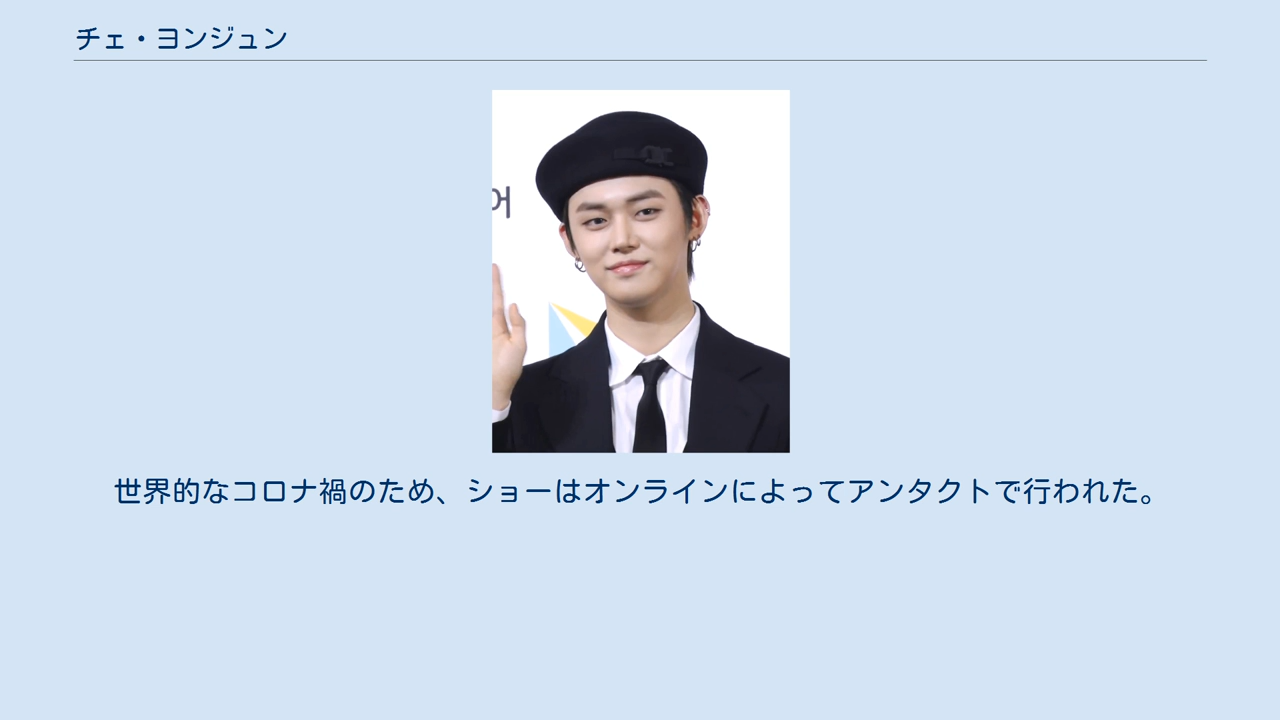 チェ・ヨンジュン
어
世界的なコロナ禍のため、ショーはオンラインによってアンタクトで行われた。